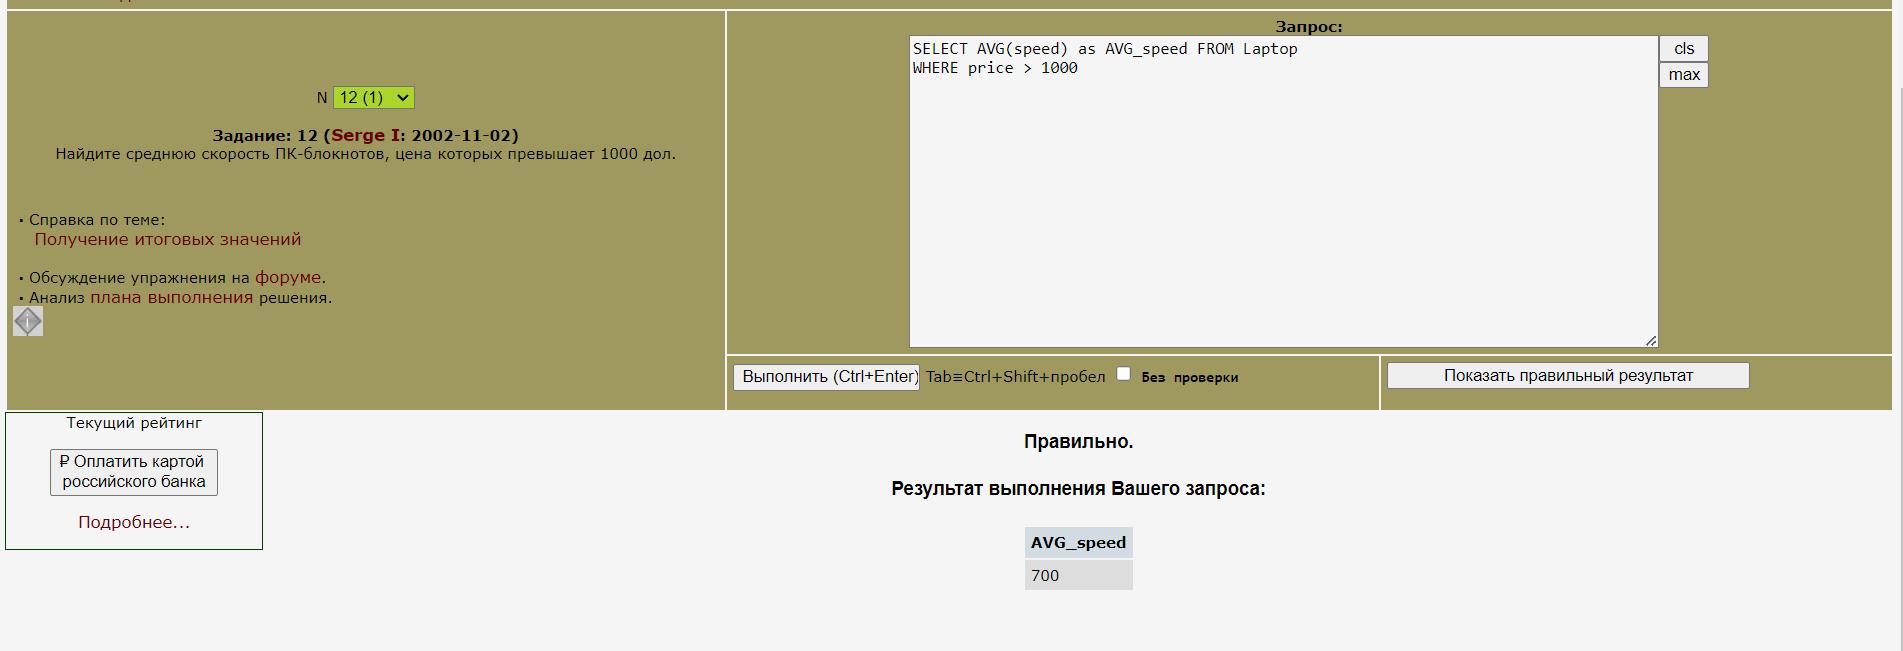 N 12 (1)
Задание: 12 (Serge I: 2002-11-02)
Найдите среднюю скорость ПК-блокнотов, цена которых превышает 1000 дол.
· Справка по теме:
Получение итоговых значений
· Обсуждение упражнения на форуме.
· Анализ плана выполнения решения.
Запрос:
SELECT AVG(speed) as AVG_speed FROM Laptop
WHERE price > 1000
cls
max
Выполнить (Ctrl+Enter) Tab≡Ctrl+Shift+пробел Без проверки
Показать правильный результат
Текущий рейтинг
₽ Оплатить картой
российского банка
Подробнее...
Правильно.
Результат выполнения Вашего запроса:
AVG_speed
700